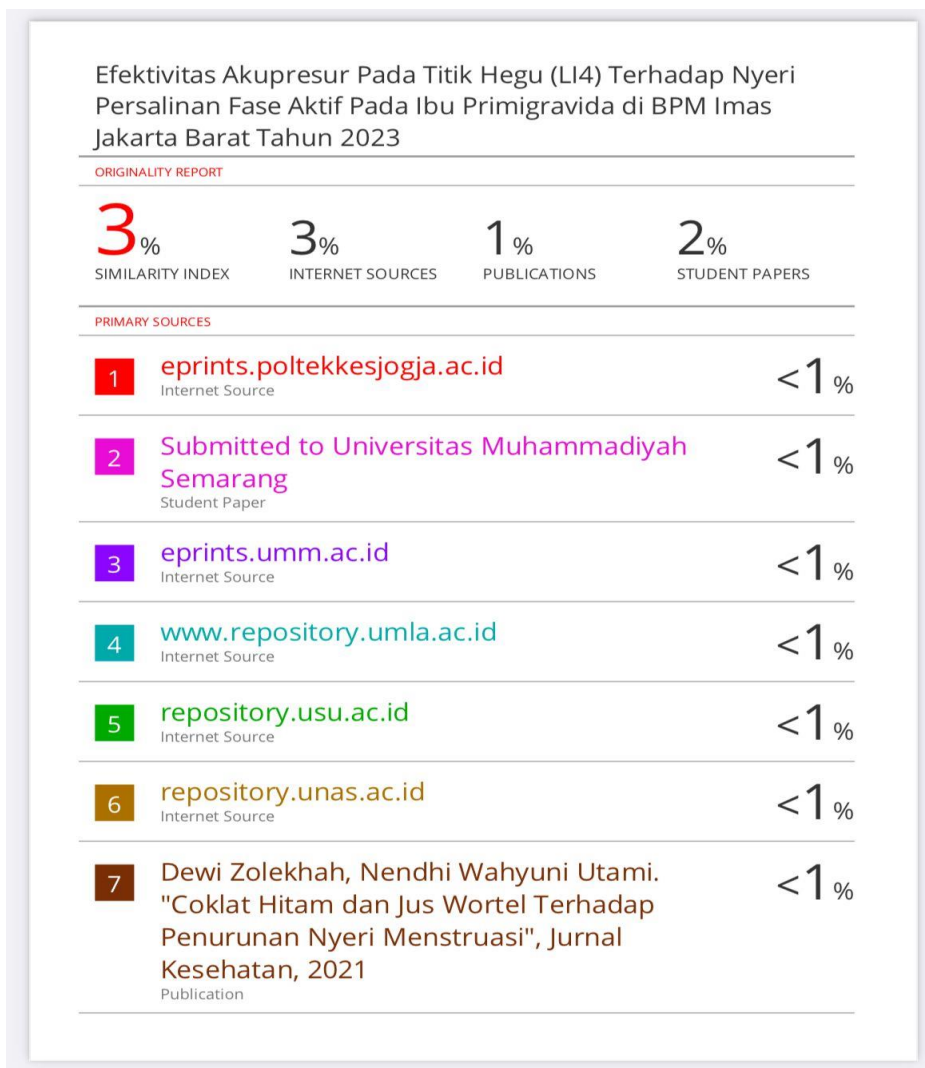 Efektivitas Akupresur Pada Titik Hegu (LI4) Terhadap Nyeri
Persalinan Fase Aktif Pada Ibu Primigravida di BPM Imas
Jakarta Barat Tahun 2023
ORIGINALITY REPORT
3%
SIMILARITY INDEX
3%
INTERNET SOURCES
1%
PUBLICATIONS
2%
STUDENT PAPERS
PRIMARY SOURCES
1 eprints.poltekkesjogja.ac.id <1%
Internet Source
2 Submitted to Universitas Muhammadiyah <1%
Semarang
Student Paper
3 eprints.umm.ac.id <1%
Internet Source
4 www.repository.umla.ac.id <1%
Internet Source
5 repository.usu.ac.id <1%
Internet Source
6 repository.unas.ac.id <1%
Internet Source
7 Dewi Zolekhah, Nendhi Wahyuni Utami. <1%
"Coklat Hitam dan Jus Wortel Terhadap
Penurunan Nyeri Menstruasi", Jurnal
Kesehatan, 2021
Publication